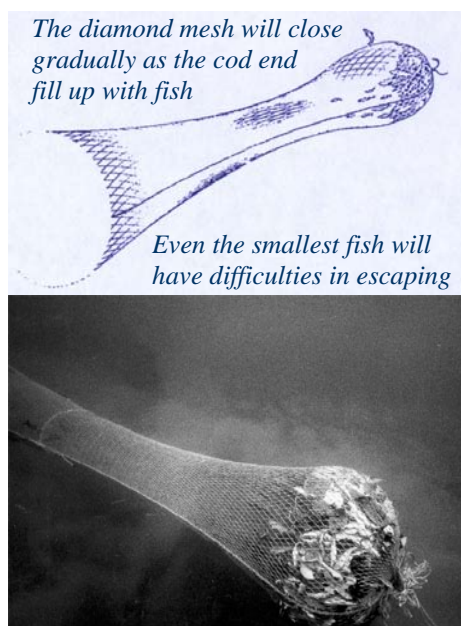 The diamond mesh will close
gradually as the cod end
fill up with fish
Even the smallest fish will
have difficulties in escaping